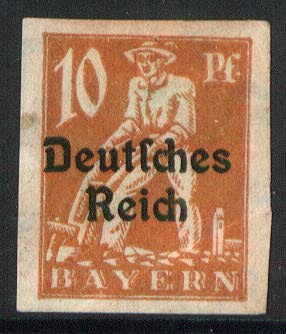 10 Pf.
Deutſches
Reich
BAYERN